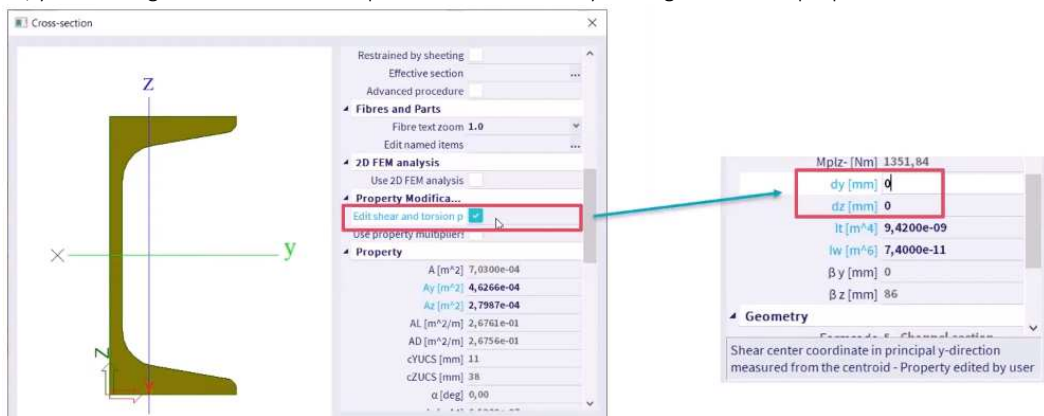 Cross-section
Restrained by sheeting
Effective section ...
Advanced procedure
Fibres and Parts
Fibre text zoom 1.0
Edit named items ...
2D FEM analysis
Use 2D FEM analysis
Property Modifica...
Edit shear and torsion p
Use property multiplier:
Property
A [m^2] 7,0300e-04
Ay [m^2] 4,6266e-04
Az [m^2] 2,7987e-04
AL [m^2/m] 2,6761e-01
AD [m^2/m] 2,6756e-01
cYUCS [mm] 11
cZUCS [mm] 38
α [deg] 0,00
Z
y
Z
Y
Mplz- [Nm] 1351,84
dy [mm] 0
dz [mm] 0
It [m^4] 9,4200e-09
Iw [m^6] 7,4000e-11
β y [mm] 0
β z [mm] 86
Geometry
Shear center coordinate in principal y-direction
measured from the centroid - Property edited by user